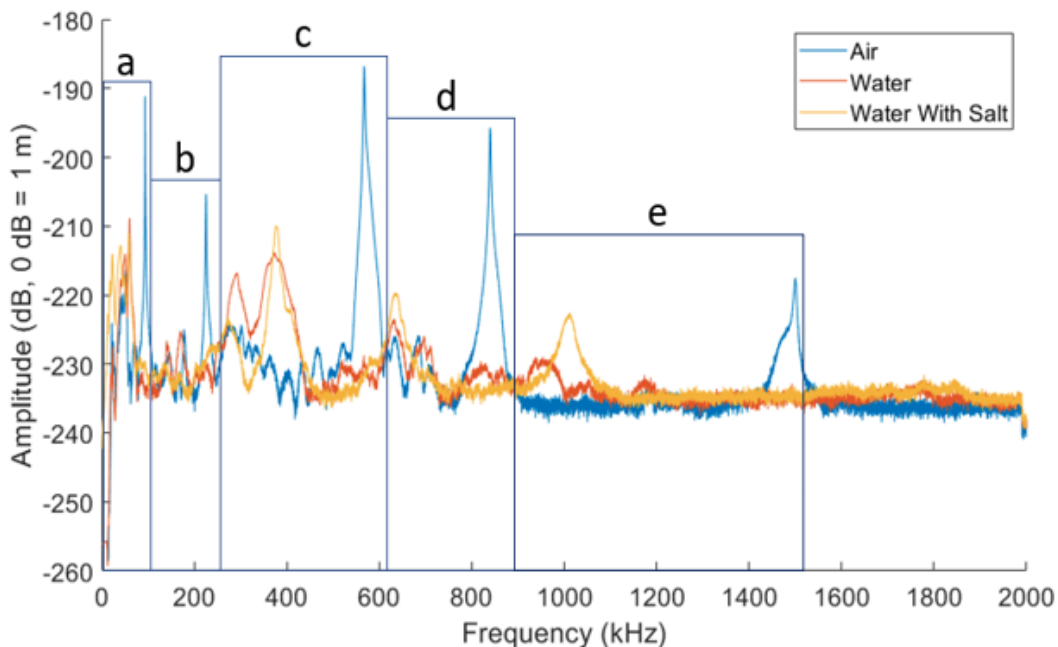 -180
-190
-200
-210
-220
-230
-240
-250
-260
Amplitude (dB, 0 dB = 1 m)
a
b
c
d
e
Air
Water
Water With Salt
0 200 400 600 800 1000 1200 1400 1600 1800 2000
Frequency (kHz)